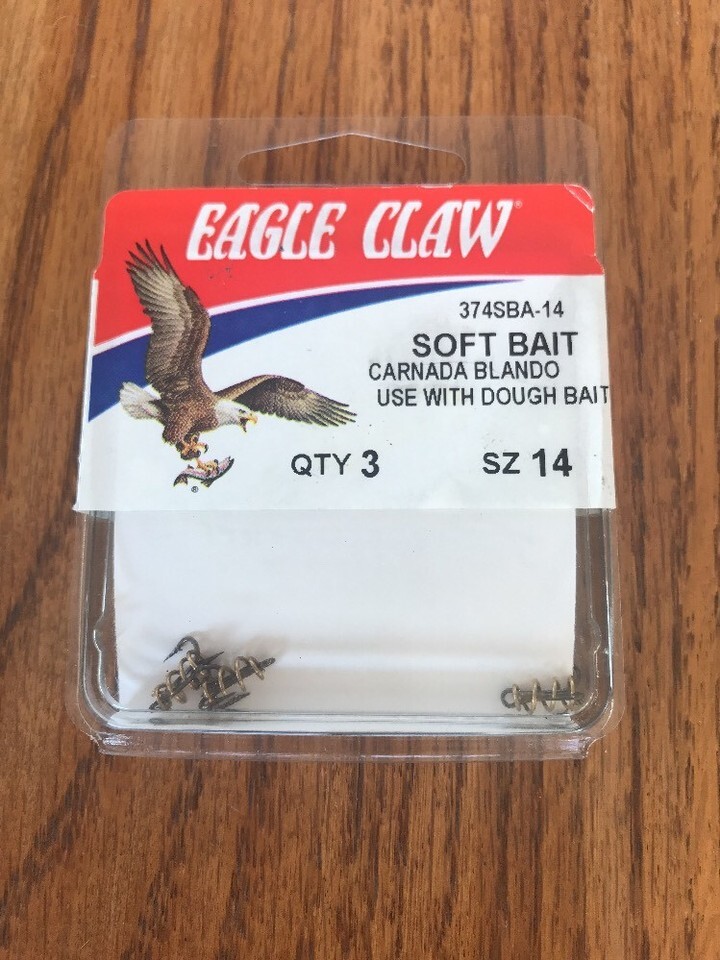 EAGLE CLAW®
374SBA-14
SOFT BAIT
CARNADA BLANDO
USE WITH DOUGH BAIT
QTY 3 SZ 14
®